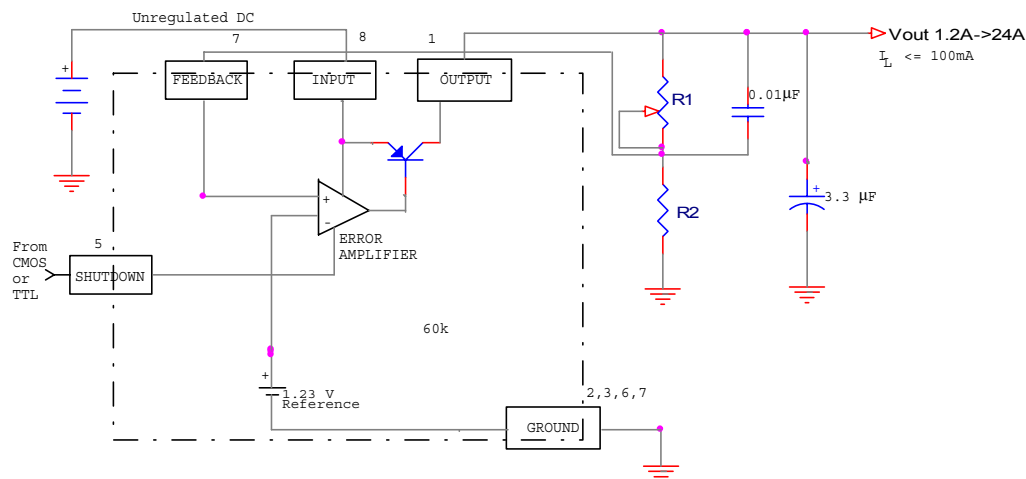 Unregulated DC
7
8
1
Vout 1.2A->24A
IL <= 100mA
+
FEEDBACK
INPUT
OUTPUT
R1
0.01µF
+
-
R2
+
3.3 µF
ERROR
AMPLIFIER
From
CMOS
or
TTL
5
SHUTDOWN
60k
+
1.23 V
Reference
2,3,6,7
GROUND